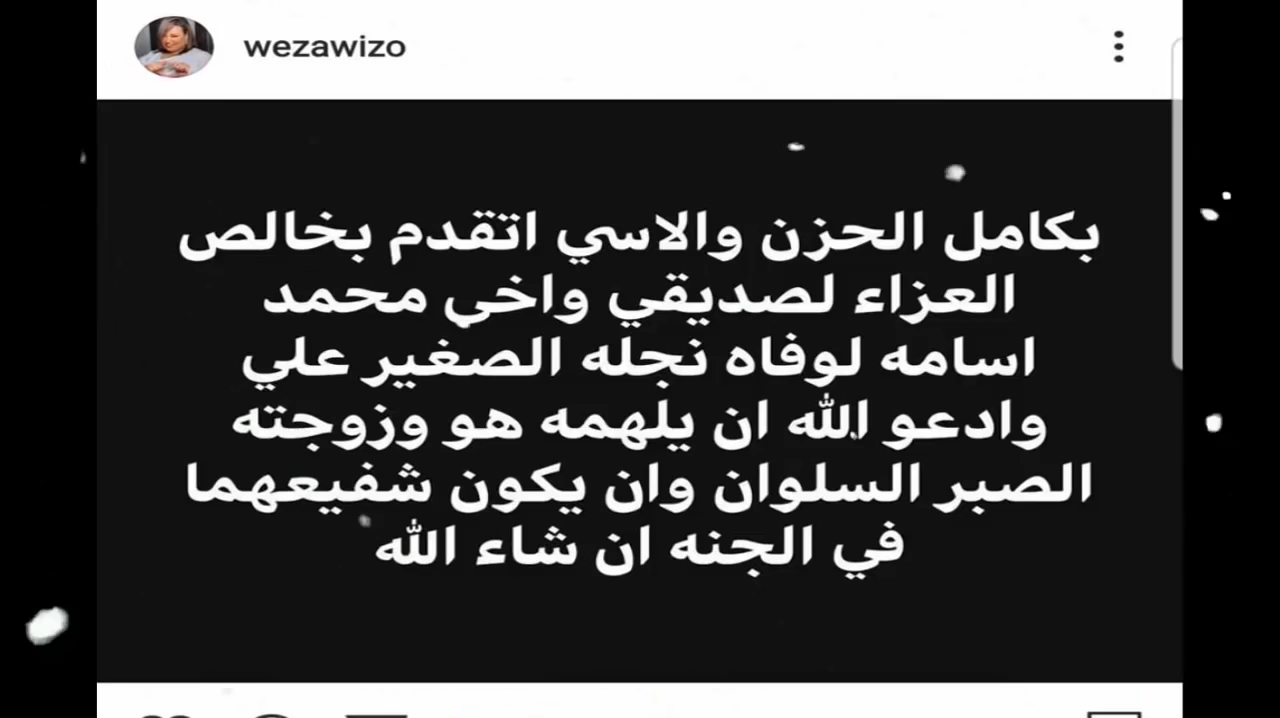 wezawizo
بكامل الحزن والاسي اتقدم بخالص
العزاء لصديقي واخي محمد
اسامه لوفاه نجله الصغير علي
وادعو الله ان يلهمه هو وزوجته
الصبر السلوان وان يكون شفيعهما
في الجنه ان شاء الله